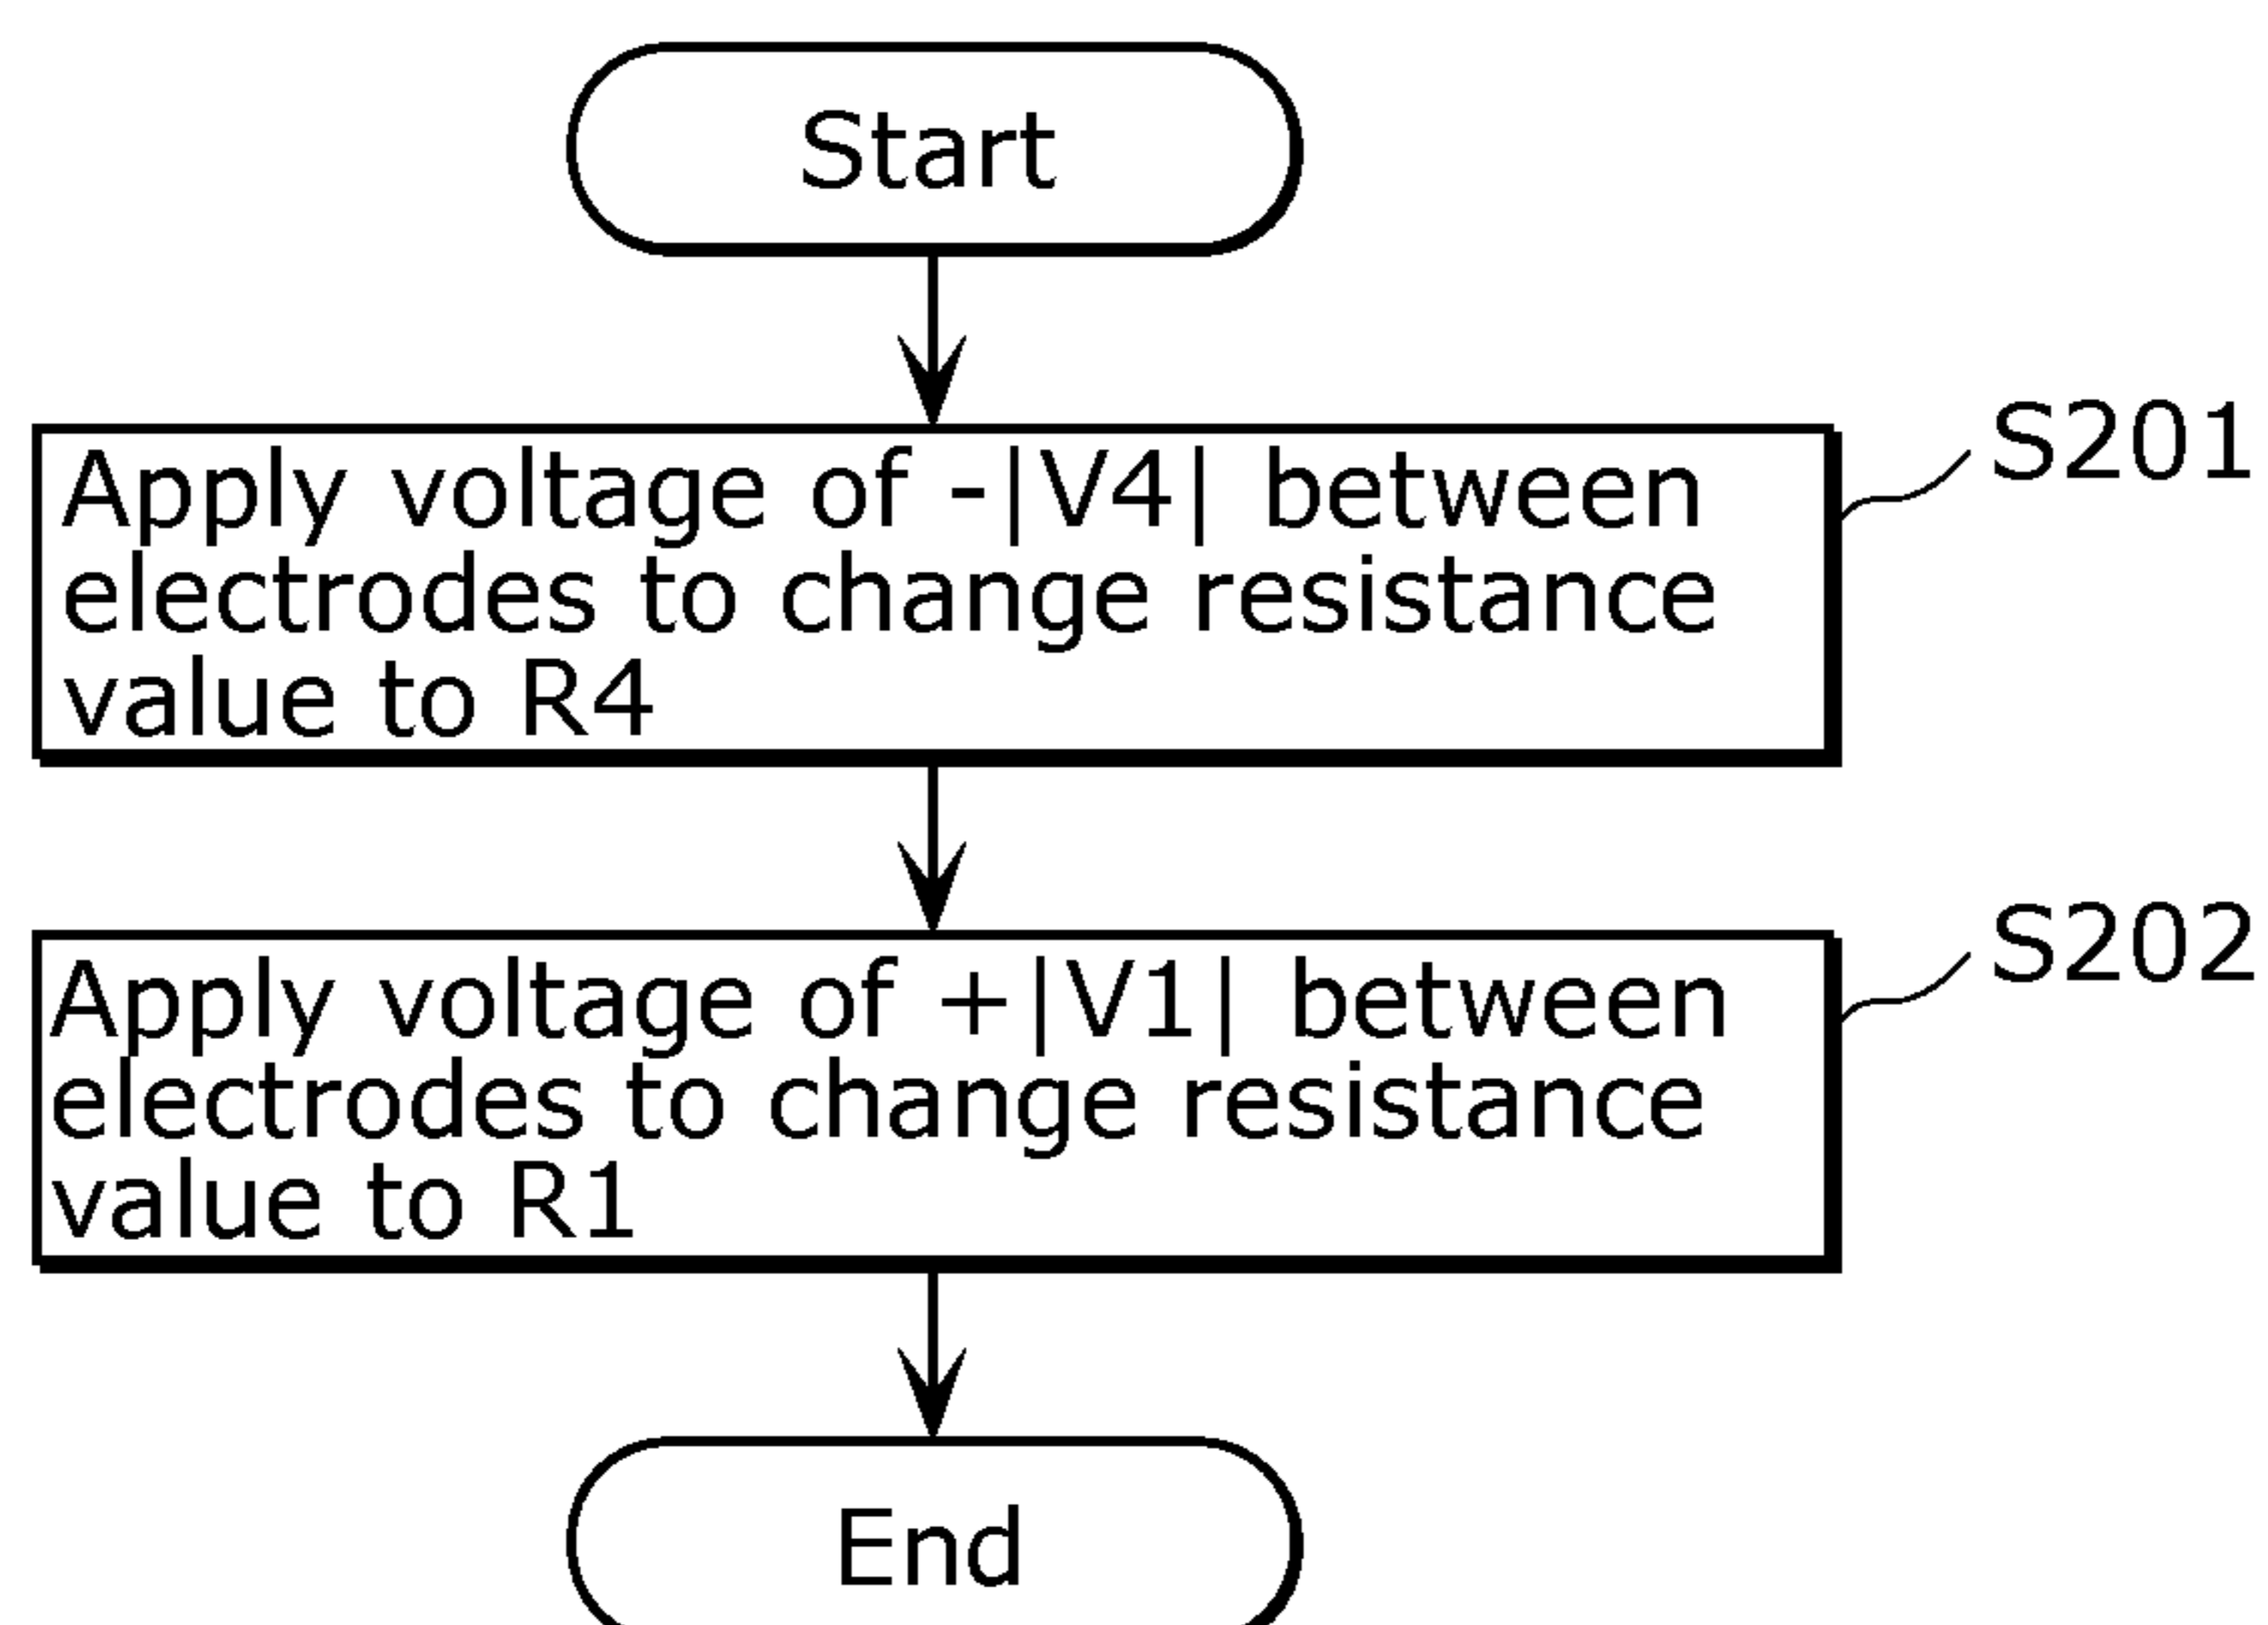 Start
S201
Apply voltage of -|V4| between
electrodes to change resistance
value to R4
S202
Apply voltage of +|V1| between
electrodes to change resistance
value to R1
End